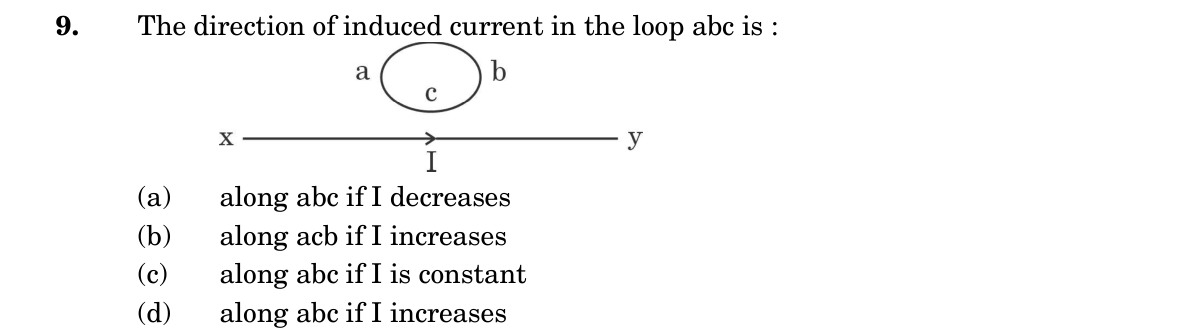 9. The direction of induced current in the loop abc is :
a b
c
x y
I
(a) along abc if I decreases
(b) along acb if I increases
(c) along abc if I is constant
(d) along abc if I increases